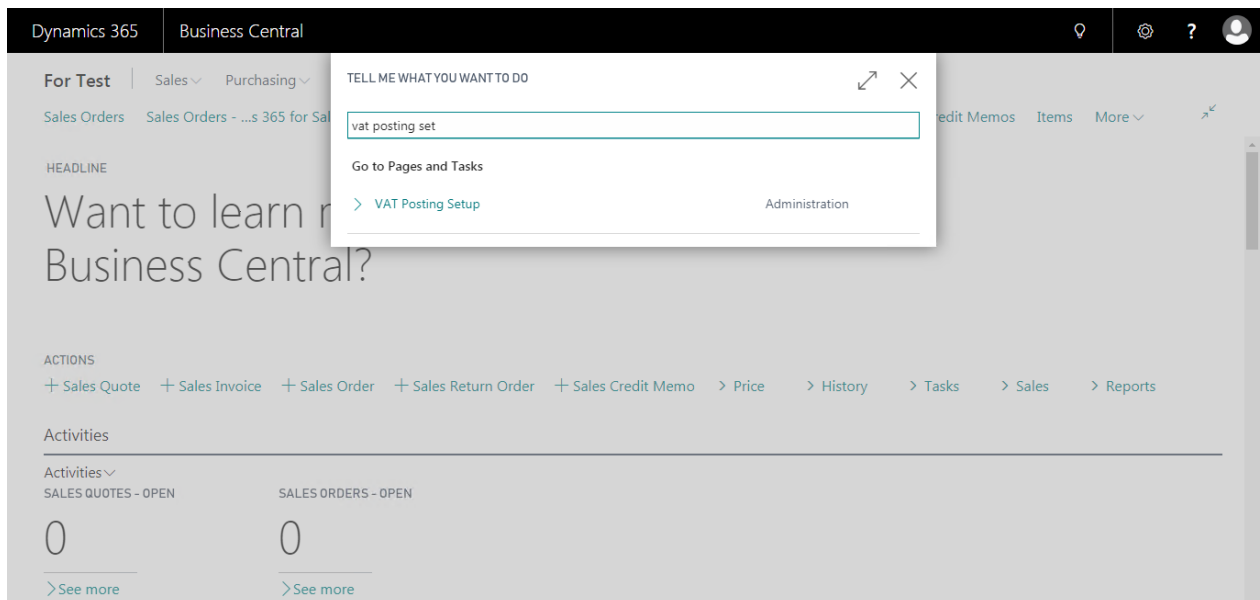 Dynamics 365 Business Central ?
For Test Sales Purchasing
TELL ME WHAT YOU WANT TO DO
Sales Orders Sales Orders - ...s 365 for Sal
vat posting set
edit Memos Items More
Go to Pages and Tasks
VAT Posting Setup Administration
HEADLINE
Want to learn
Business Central?
ACTIONS
+ Sales Quote + Sales Invoice + Sales Order + Sales Return Order + Sales Credit Memo > Price > History > Tasks > Sales > Reports
Activities
Activities
SALES QUOTES - OPEN SALES ORDERS - OPEN
0 0
>See more >See more